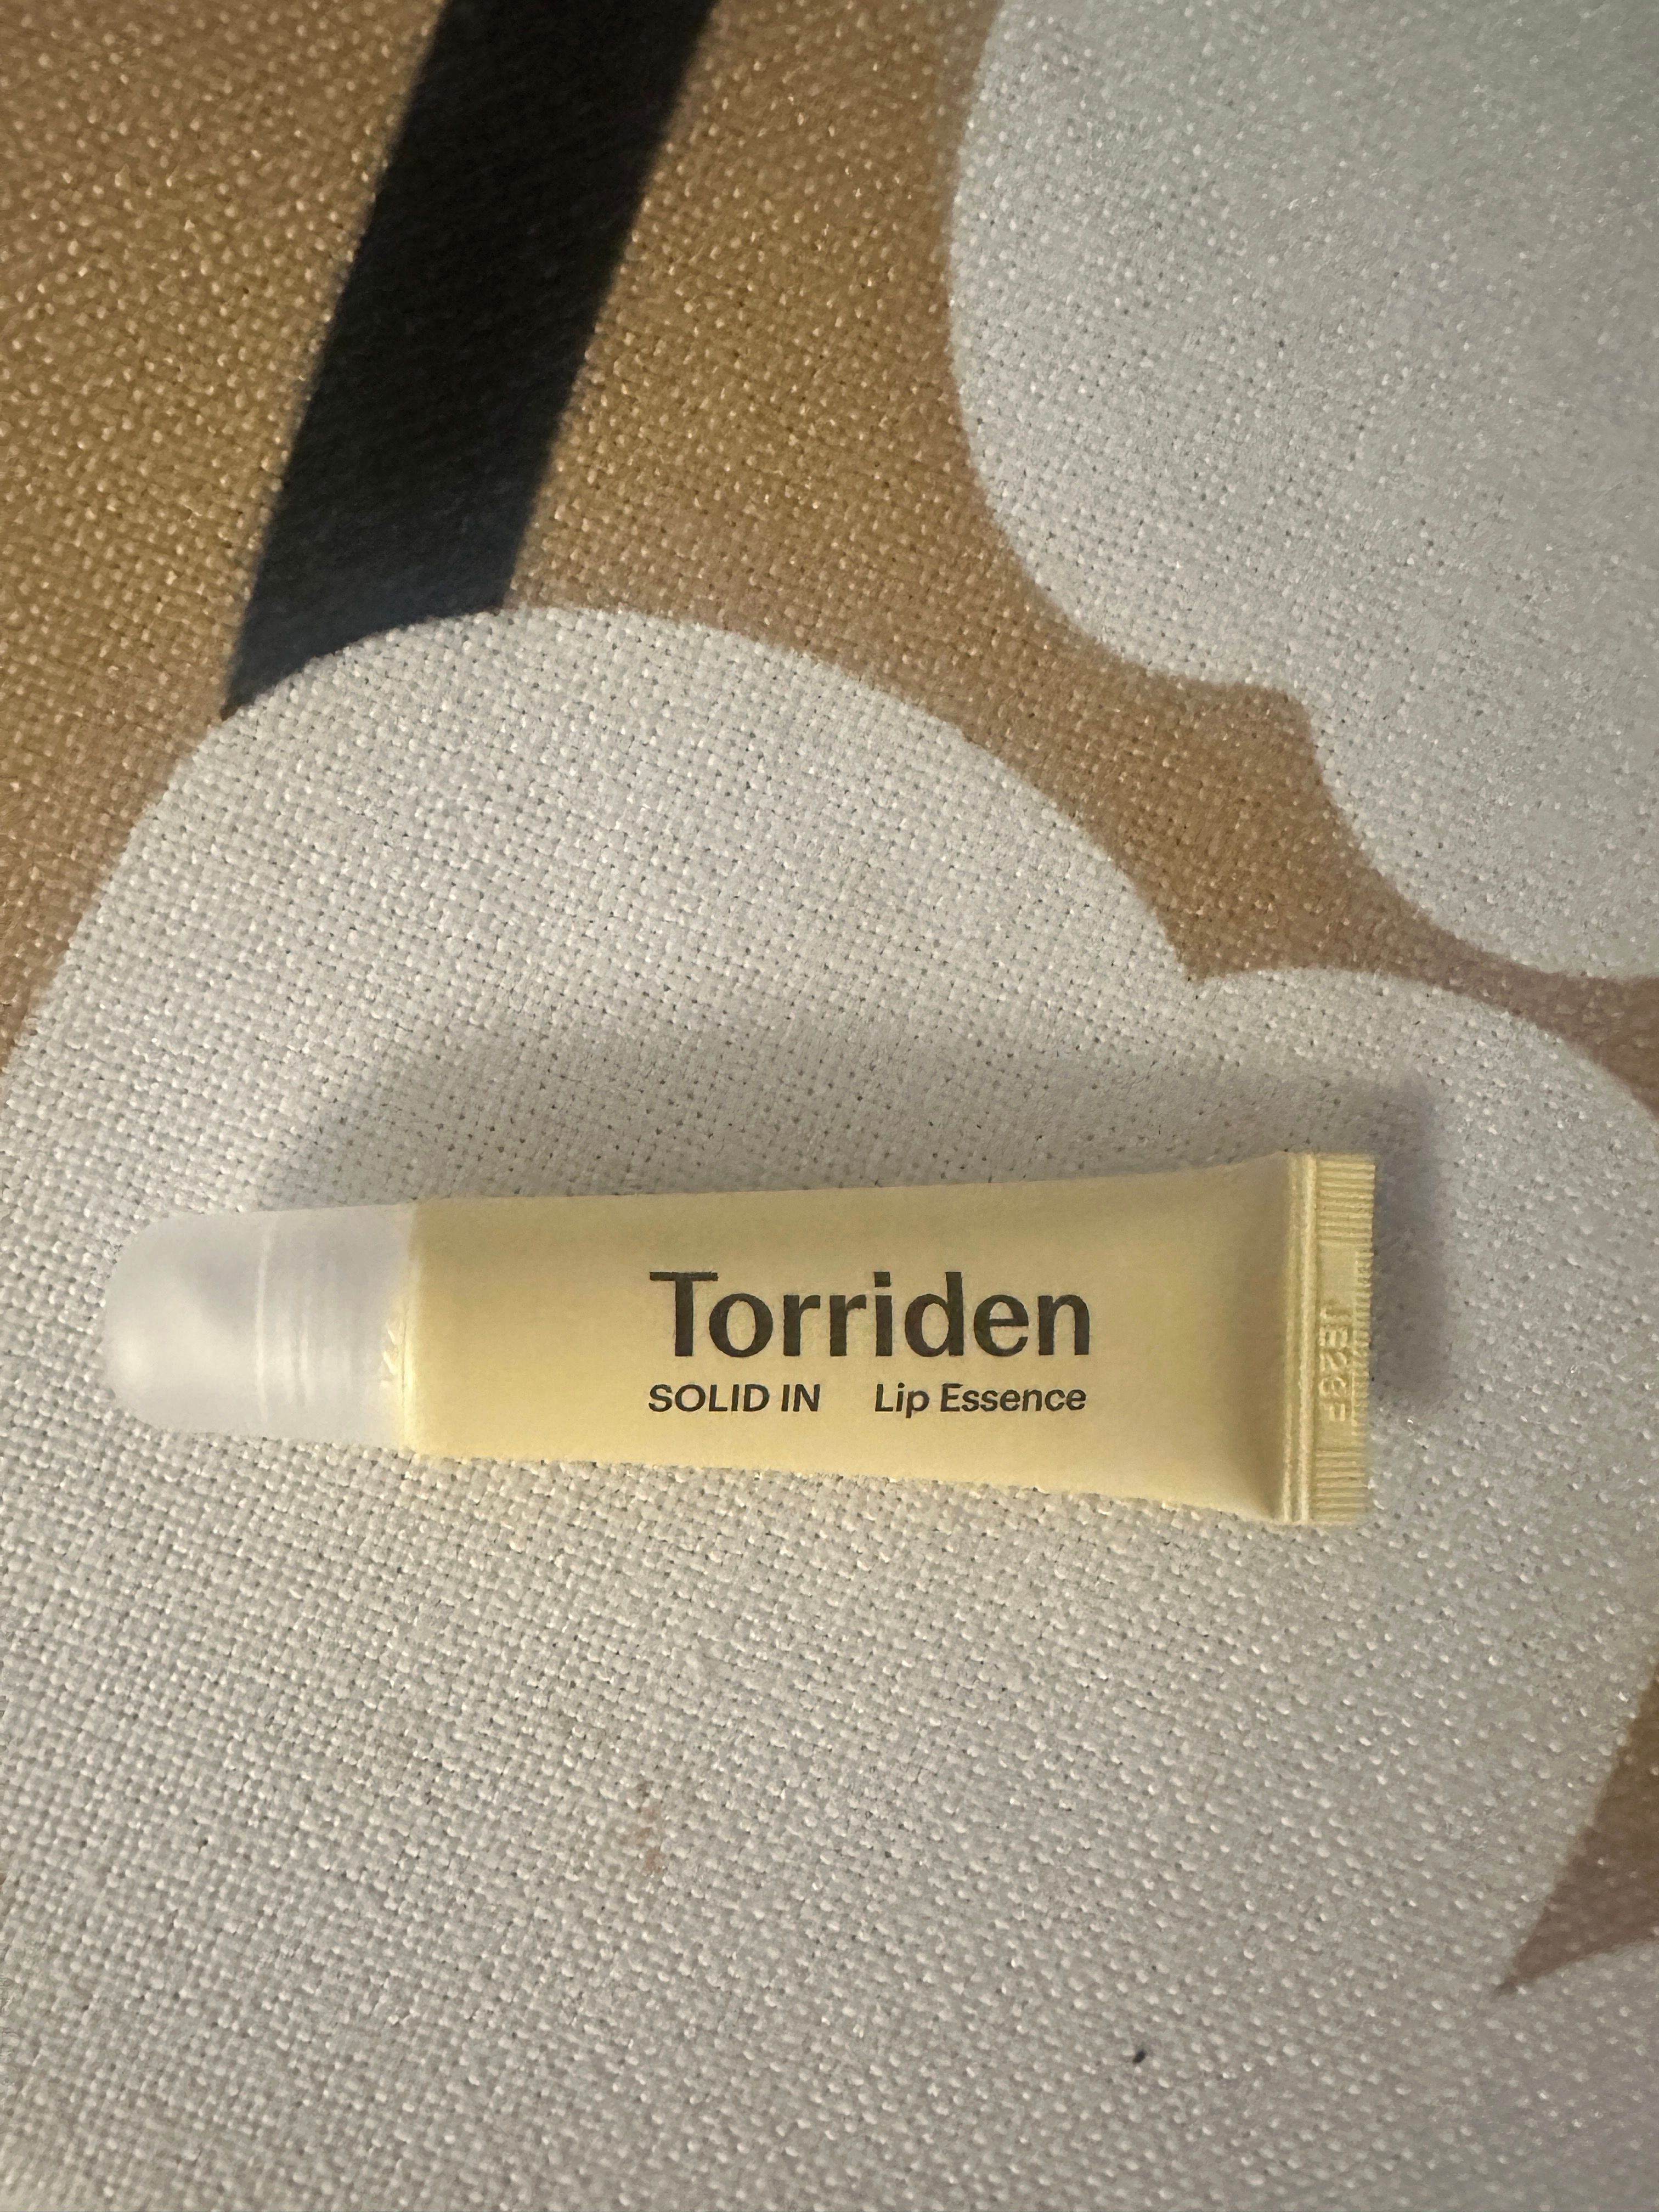 Torriden
SOLID IN Lip Essence